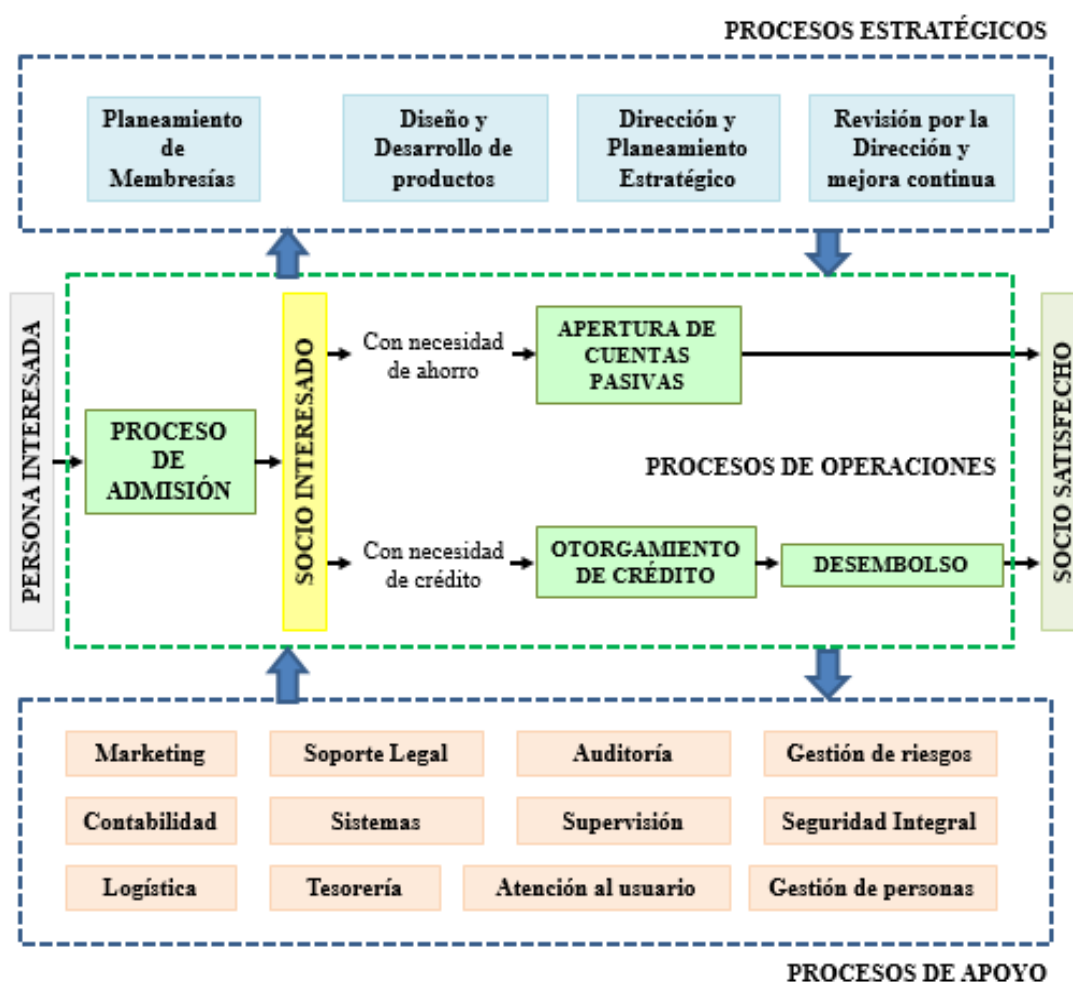 PROCESOS ESTRATÉGICOS
Planeamiento
de
Membresías
Diseño y
Desarrollo de
productos
Dirección y
Planeamiento
Estratégico
Revisión por la
Dirección y
mejora continua
PERSONA INTERESADA
PROCESO
DE
ADMISIÓN
SOCIO INTERESADO
Con necesidad
de ahorro
APERTURA DE
CUENTAS
PASIVAS
PROCESOS DE OPERACIONES
Con necesidad
de crédito
OTORGAMIENTO
DE CRÉDITO
DESEMBOLSO
SOCIO SATISFECHO
Marketing
Soporte Legal
Auditoría
Gestión de riesgos
Contabilidad
Sistemas
Supervisión
Seguridad Integral
Logística
Tesorería
Atención al usuario
Gestión de personas
PROCESOS DE APOYO